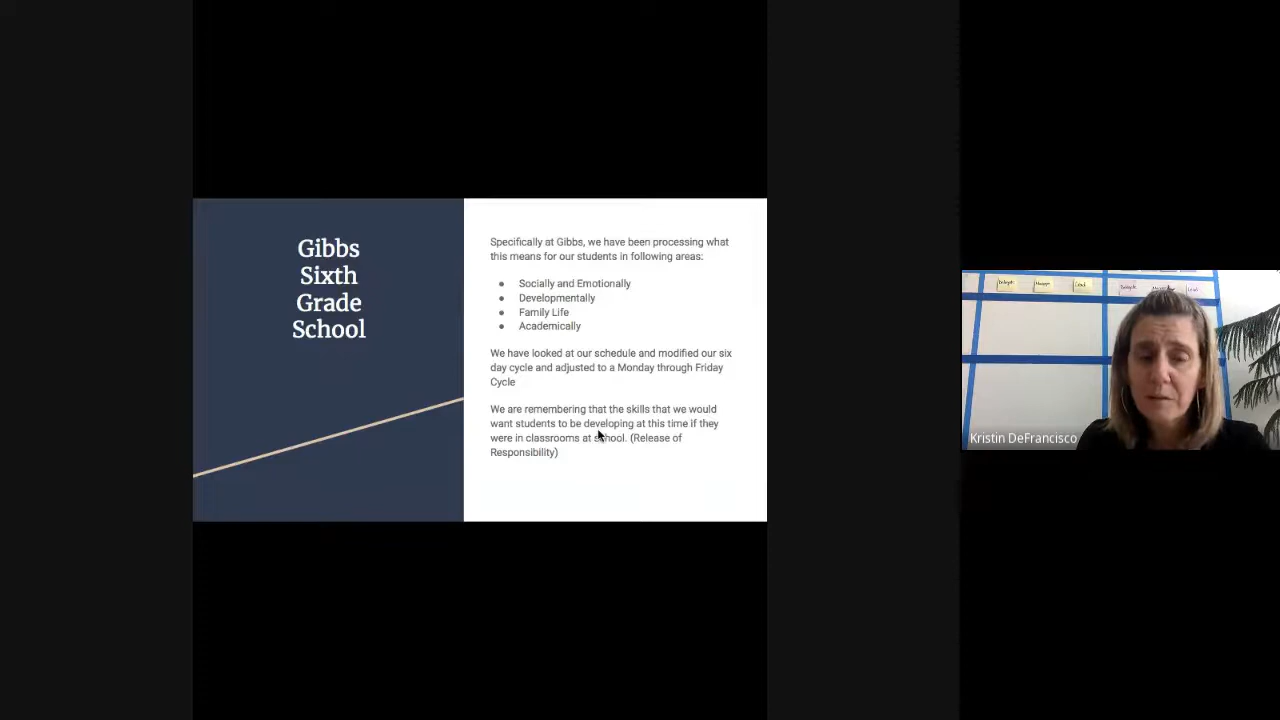 Gibbs
Sixth
Grade
School
Specifically at Gibbs, we have been processing what
this means for our students in following areas:
● Socially and Emotionally
● Developmentally
● Family Life
● Academically
We have looked at our schedule and modified our six
day cycle and adjusted to a Monday through Friday
Cycle
We are remembering that the skills that we would
want students to be developing at this time if they
were in classrooms at school. (Release of
Responsibility)
Kristin DeFrancisco